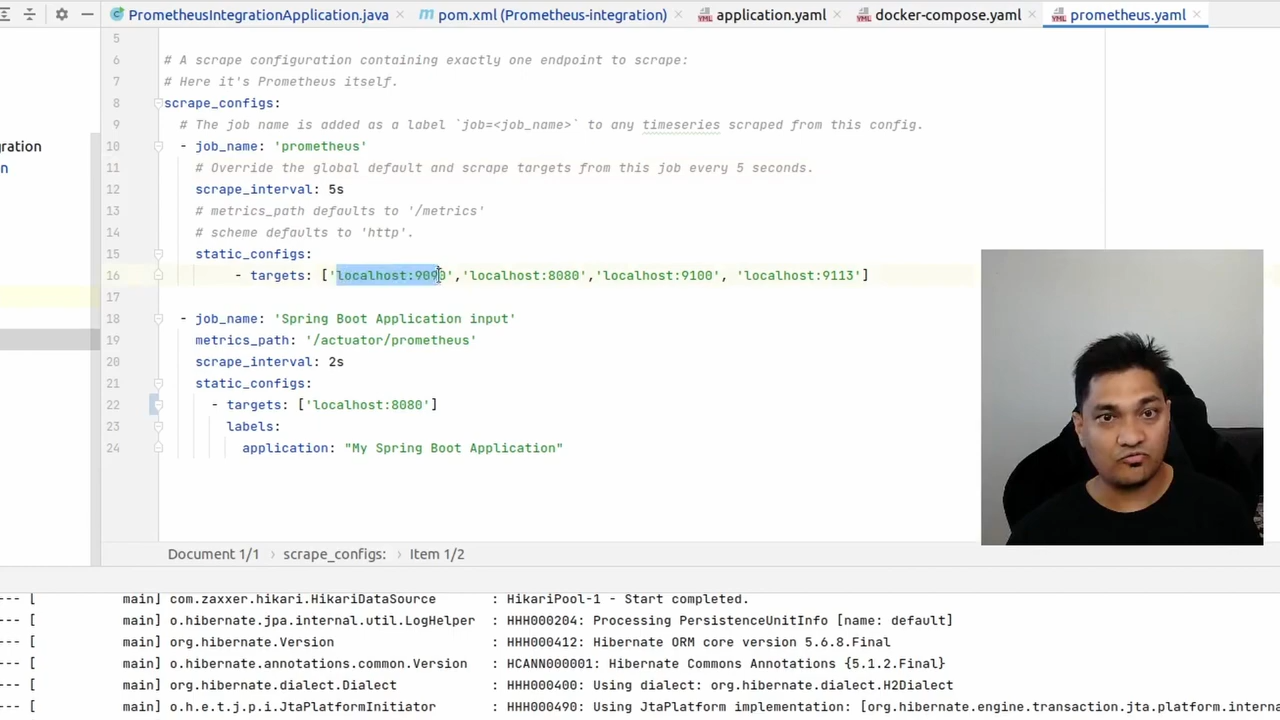 PrometheusIntegrationApplication.java pom.xml (Prometheus-integration) application.yaml docker-compose.yaml prometheus.yaml
5
6 # A scrape configuration containing exactly one endpoint to scrape:
7 # Here it's Prometheus itself.
8 scrape_configs:
9 # The job name is added as a label `job=<job_name>` to any timeseries scraped from this config.
10 - job_name: 'prometheus'
11 # Override the global default and scrape targets from this job every 5 seconds.
12 scrape_interval: 5s
13 # metrics_path defaults to '/metrics'
14 # scheme defaults to 'http'.
15 static_configs:
16 - targets: ['localhost:9090','localhost:8080','localhost:9100', 'localhost:9113']
17
18 - job_name: 'Spring Boot Application input'
19 metrics_path: '/actuator/prometheus'
20 scrape_interval: 2s
21 static_configs:
22 - targets: ['localhost:8080']
23 labels:
24 application: "My Spring Boot Application"
Document 1/1 › scrape_configs: › Item 1/2
--- [ main] com.zaxxer.hikari.HikariDataSource : HikariPool-1 - Start completed.
--- [ main] o.hibernate.jpa.internal.util.LogHelper : HHH000204: Processing PersistenceUnitInfo [name: default]
--- [ main] org.hibernate.Version : HHH000412: Hibernate ORM core version 5.6.8.Final
--- [ main] o.hibernate.annotations.common.Version : HCANN000001: Hibernate Commons Annotations {5.1.2.Final}
--- [ main] org.hibernate.dialect.Dialect : HHH000400: Using dialect: org.hibernate.dialect.H2Dialect
--- [ main] o.h.e.t.j.p.i.JtaPlatformInitiator : HHH000490: Using JtaPlatform implementation: [org.hibernate.engine.transaction.jta.platform.interna